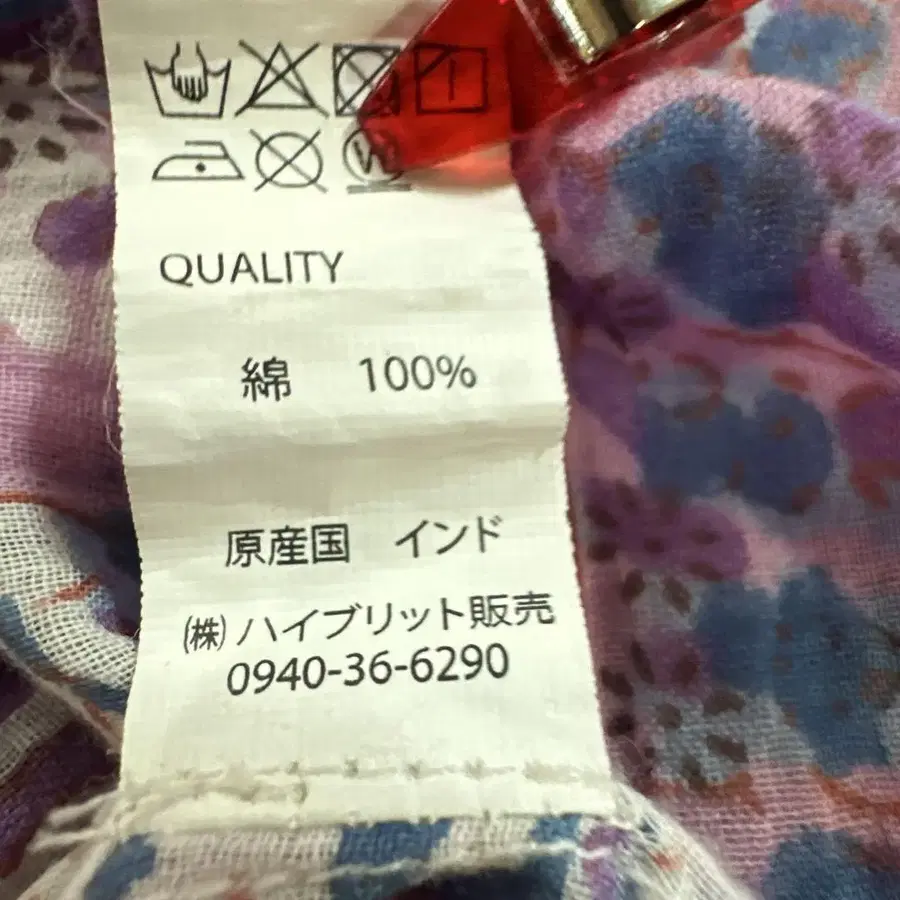 QUALITY
綿 100%
原産国 インド
㈱ ハイブリット販売
0940-36-6290